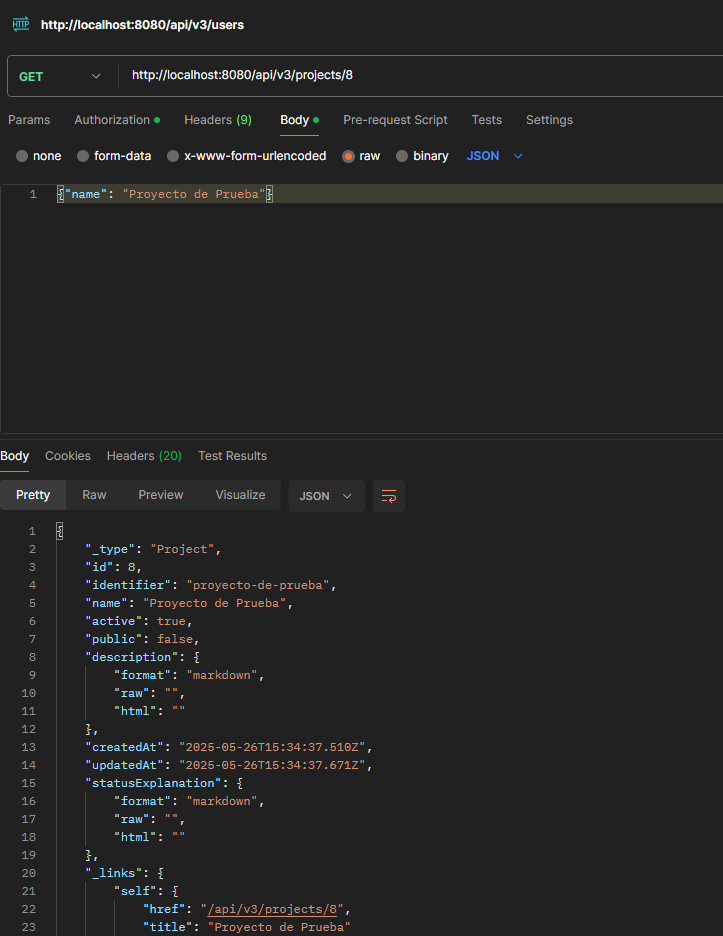 HTTP http://localhost:8080/api/v3/users
GET http://localhost:8080/api/v3/projects/8
Params Authorization Headers (9) Body Pre-request Script Tests Settings
none form-data x-www-form-urlencoded raw binary JSON
1 {"name": "Proyecto de Prueba"}
Body Cookies Headers (20) Test Results
Pretty Raw Preview Visualize JSON
1 {
2 "_type": "Project",
3 "id": 8,
4 "identifier": "proyecto-de-prueba",
5 "name": "Proyecto de Prueba",
6 "active": true,
7 "public": false,
8 "description": {
9 "format": "markdown",
10 "raw": "",
11 "html": ""
12 },
13 "createdAt": "2025-05-26T15:34:37.510Z",
14 "updatedAt": "2025-05-26T15:34:37.671Z",
15 "statusExplanation": {
16 "format": "markdown",
17 "raw": "",
18 "html": ""
19 },
20 "_links": {
21 "self": {
22 "href": "/api/v3/projects/8",
23 "title": "Proyecto de Prueba"